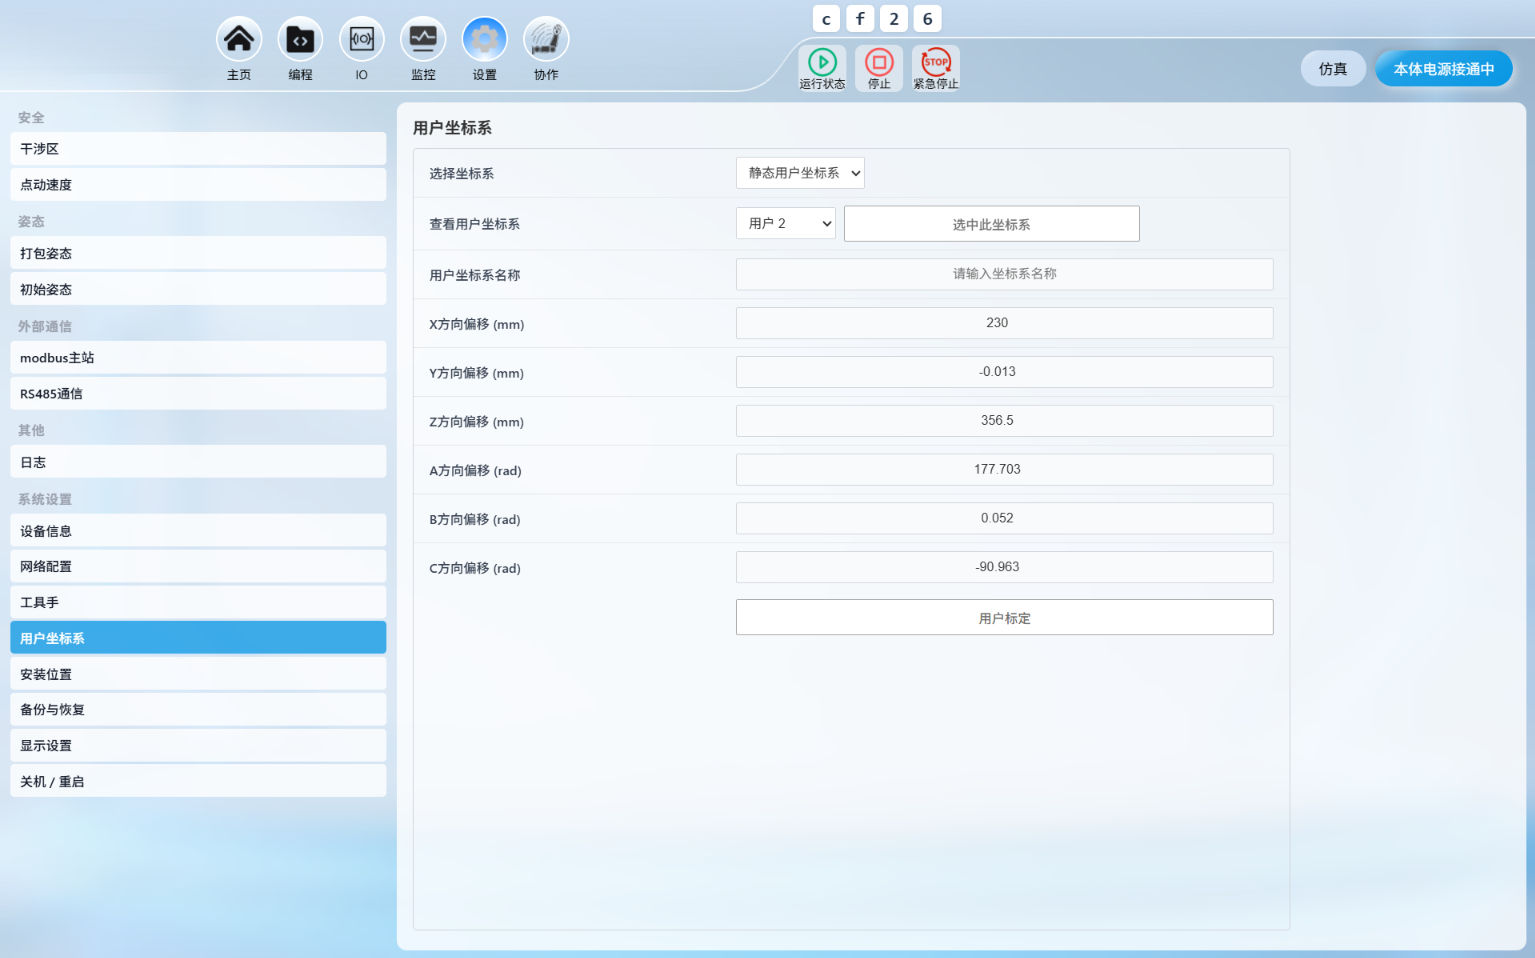 c f 2 6
主页
编程
IO
监控
设置
协作
运行状态
停止
STOP
紧急停止
仿真
本体电源接通中
安全
干涉区
点动速度
姿态
打包姿态
初始姿态
外部通信
modbus主站
RS485通信
其他
日志
系统设置
设备信息
网络配置
工具手
用户坐标系
安装位置
备份与恢复
显示设置
关机 / 重启
用户坐标系
选择坐标系
静态用户坐标系
查看用户坐标系
用户 2
选中此坐标系
用户坐标系名称
请输入坐标系名称
X方向偏移 (mm)
230
Y方向偏移 (mm)
-0.013
Z方向偏移 (mm)
356.5
A方向偏移 (rad)
177.703
B方向偏移 (rad)
0.052
C方向偏移 (rad)
-90.963
用户标定